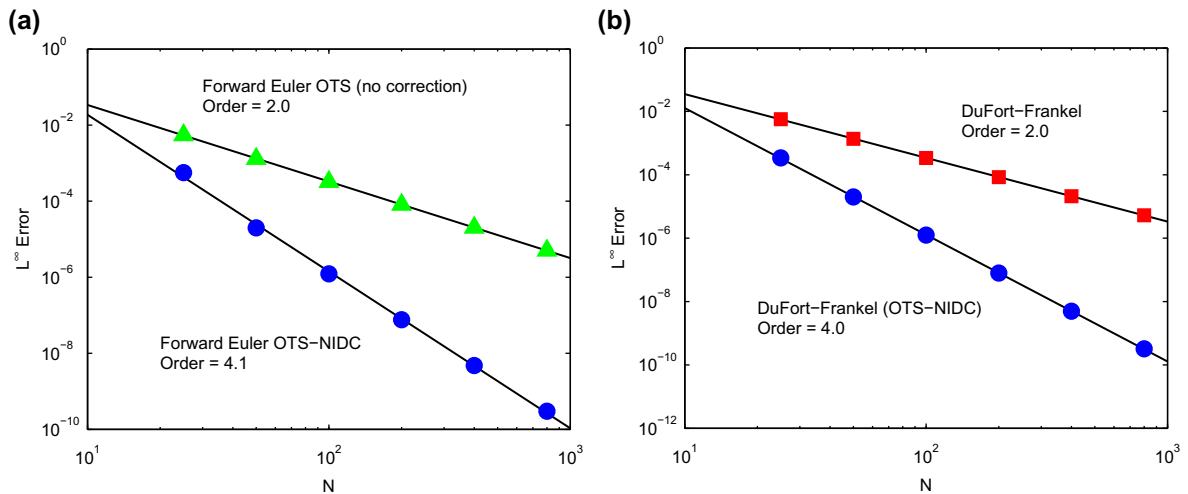 (a)
10^0
10^−2
10^−4
10^−6
10^−8
10^−10
L^∞ Error
Forward Euler OTS (no correction)
Order = 2.0
Forward Euler OTS−NIDC
Order = 4.1
10^1
10^2
10^3
N
(b)
10^0
10^−2
10^−4
10^−6
10^−8
10^−10
10^−12
L^∞ Error
DuFort−Frankel
Order = 2.0
DuFort−Frankel (OTS−NIDC)
Order = 4.0
10^1
10^2
10^3
N